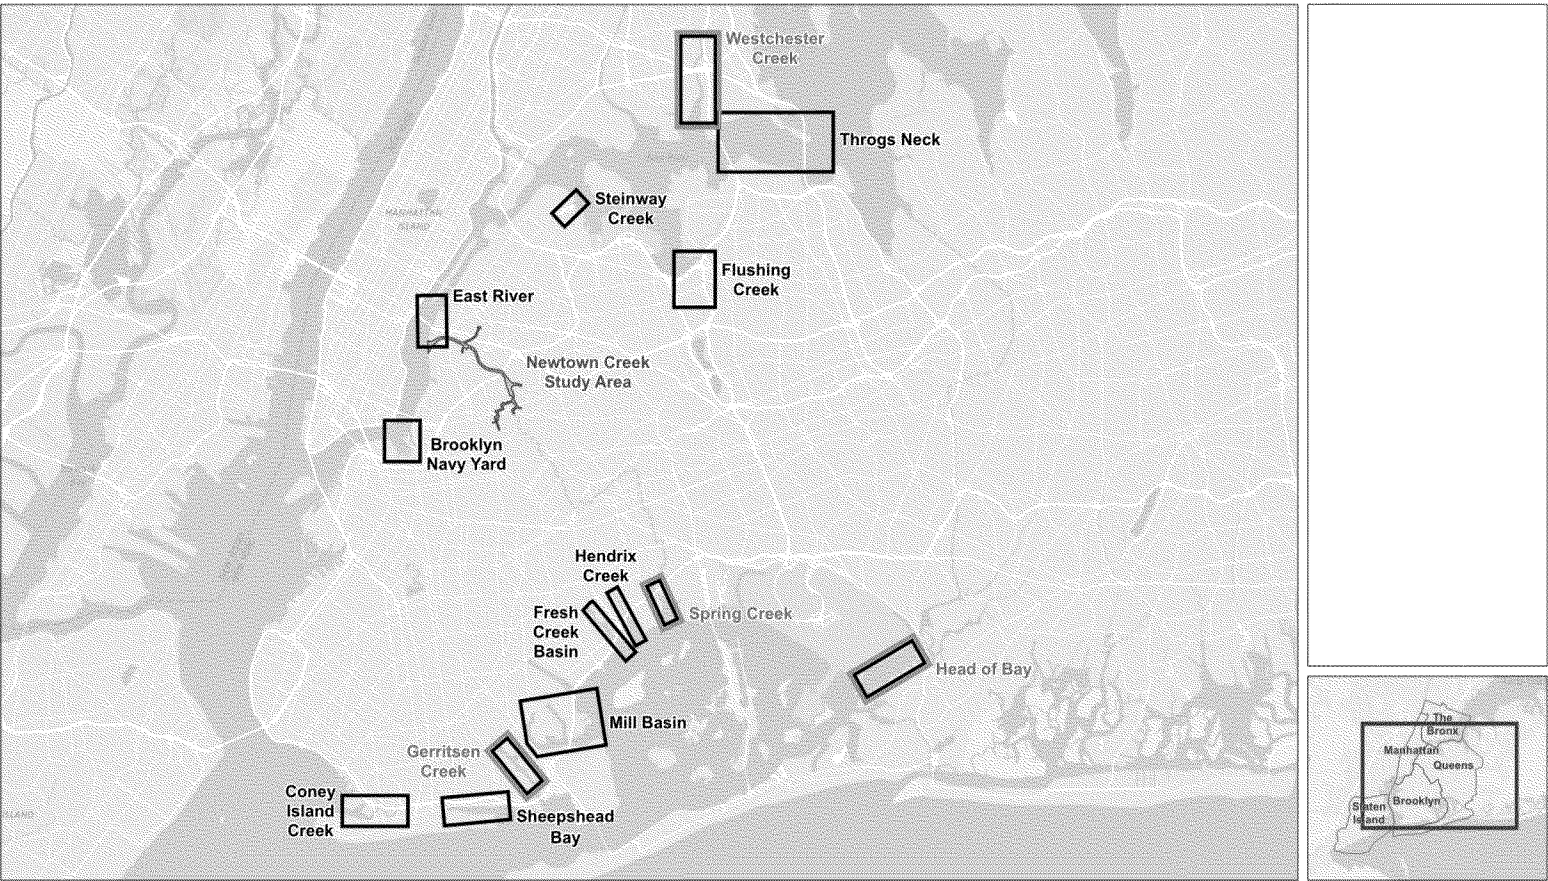 Westchester
Creek
Throgs Neck
Steinway
Creek
MANHATTAN
ISLAND
Flushing
Creek
East River
Newtown Creek
Study Area
Brooklyn
Navy Yard
Hendrix
Creek
Fresh
Creek
Basin
Spring Creek
Head of Bay
Mill Basin
Gerritsen
Creek
Coney
Island
Creek
Sheepshead
Bay
The
Bronx
Manhattan
Queens
Brooklyn
Staten
Island